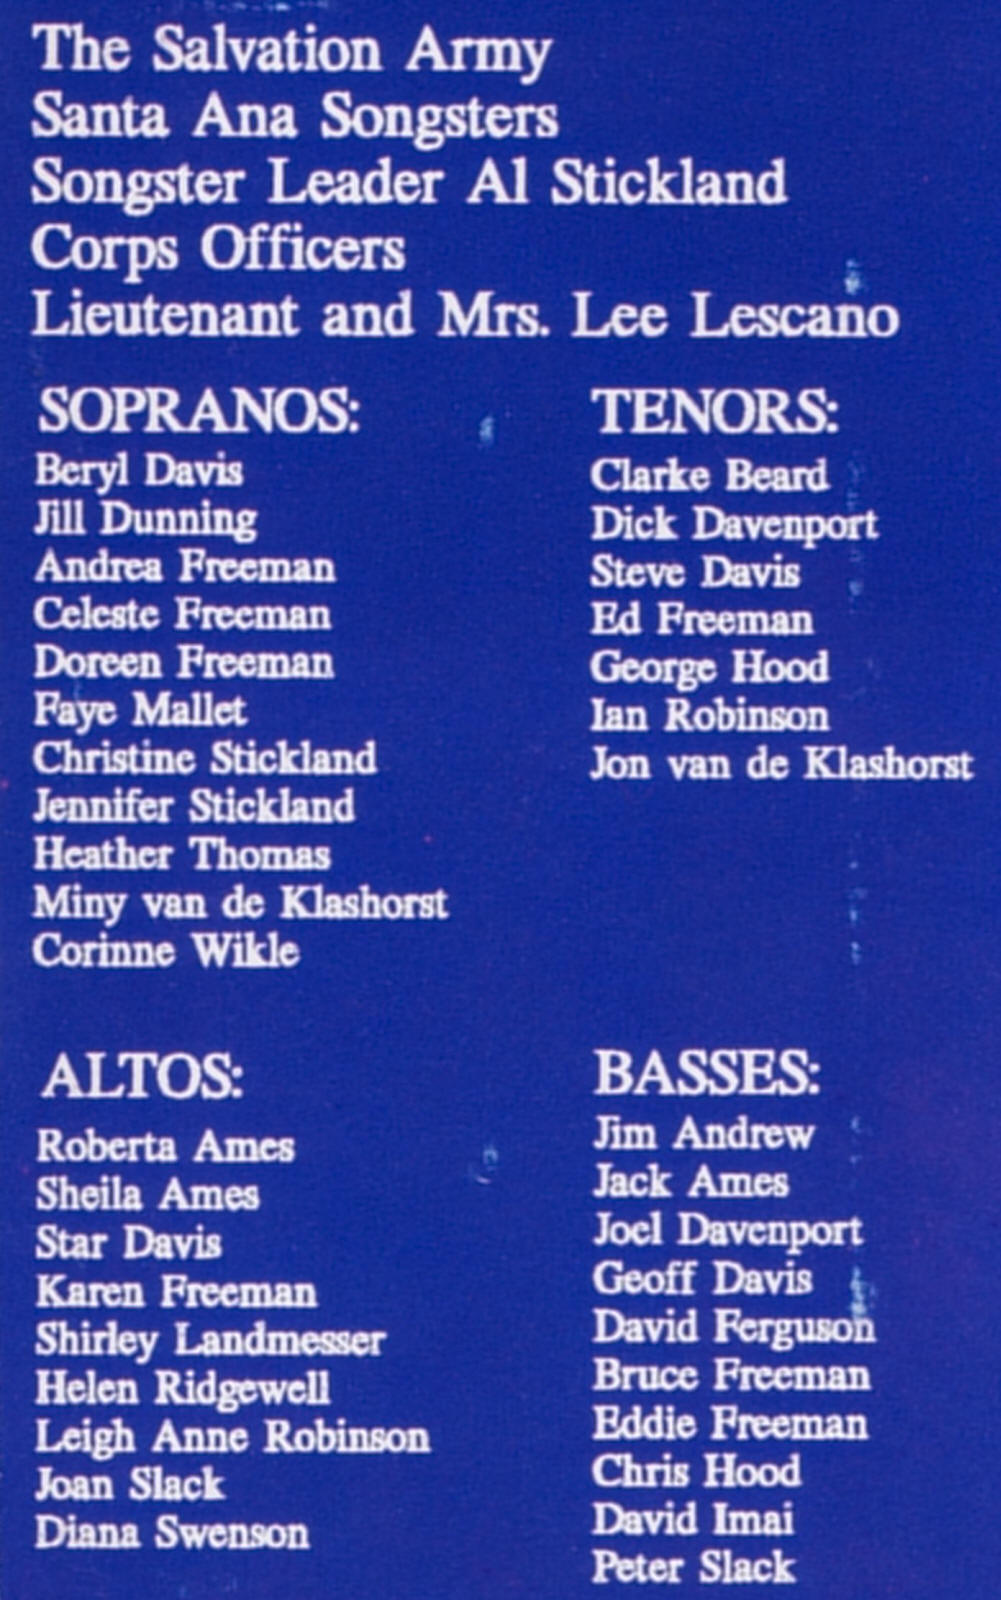 The Salvation Army
Santa Ana Songsters
Songster Leader Al Stickland
Corps Officers
Lieutenant and Mrs. Lee Lescano
SOPRANOS:
Beryl Davis
Jill Dunning
Andrea Freeman
Celeste Freeman
Doreen Freeman
Faye Mallet
Christine Stickland
Jennifer Stickland
Heather Thomas
Miny van de Klashorst
Corinne Wikle
TENORS:
Clarke Beard
Dick Davenport
Steve Davis
Ed Freeman
George Hood
Ian Robinson
Jon van de Klashorst
ALTOS:
Roberta Ames
Sheila Ames
Star Davis
Karen Freeman
Shirley Landmesser
Helen Ridgewell
Leigh Anne Robinson
Joan Slack
Diana Swenson
BASSES:
Jim Andrew
Jack Ames
Joel Davenport
Geoff Davis
David Ferguson
Bruce Freeman
Eddie Freeman
Chris Hood
David Imai
Peter Slack